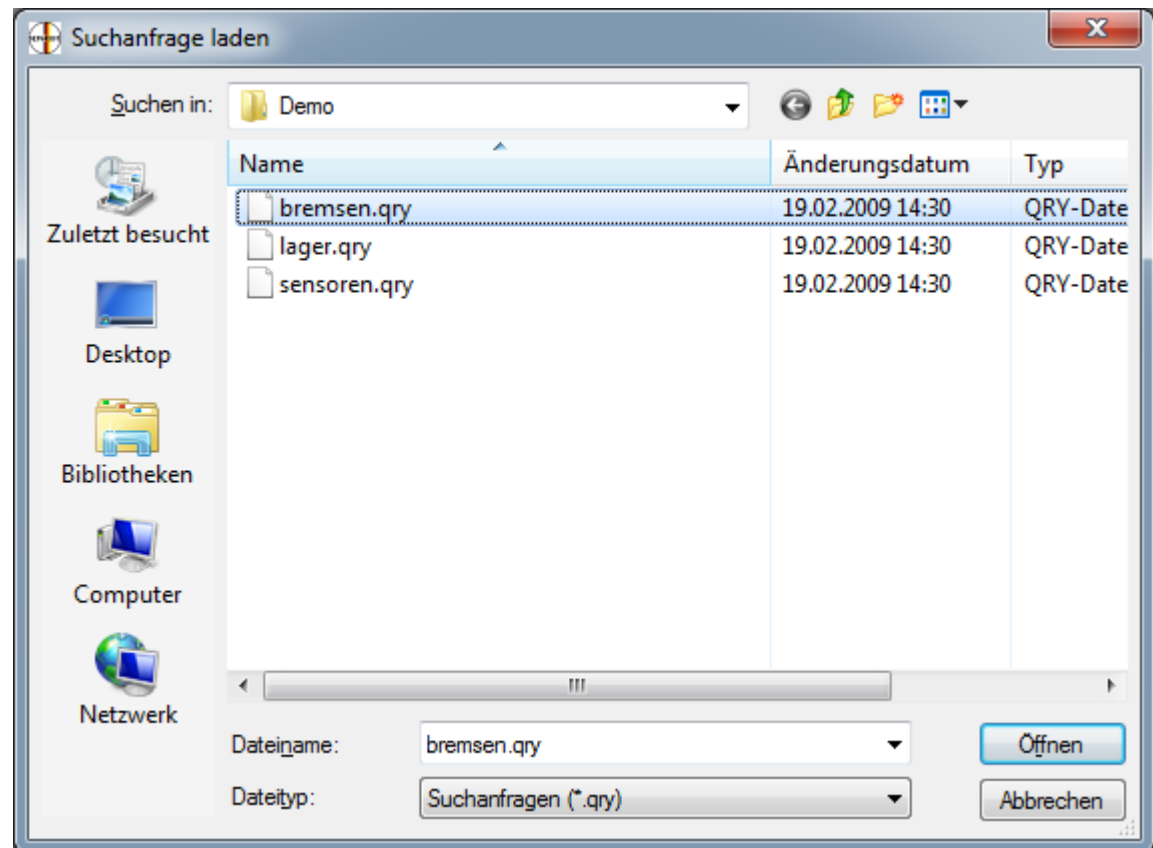 Suchanfrage laden
Suchen in: Demo
Name Änderungsdatum Typ
bremsen.qry 19.02.2009 14:30 QRY-Date
lager.qry 19.02.2009 14:30 QRY-Date
sensoren.qry 19.02.2009 14:30 QRY-Date
Zuletzt besucht
Desktop
Bibliotheken
Computer
Netzwerk
Dateiname: bremsen.qry Öffnen
Dateityp: Suchanfragen (*.qry) Abbrechen